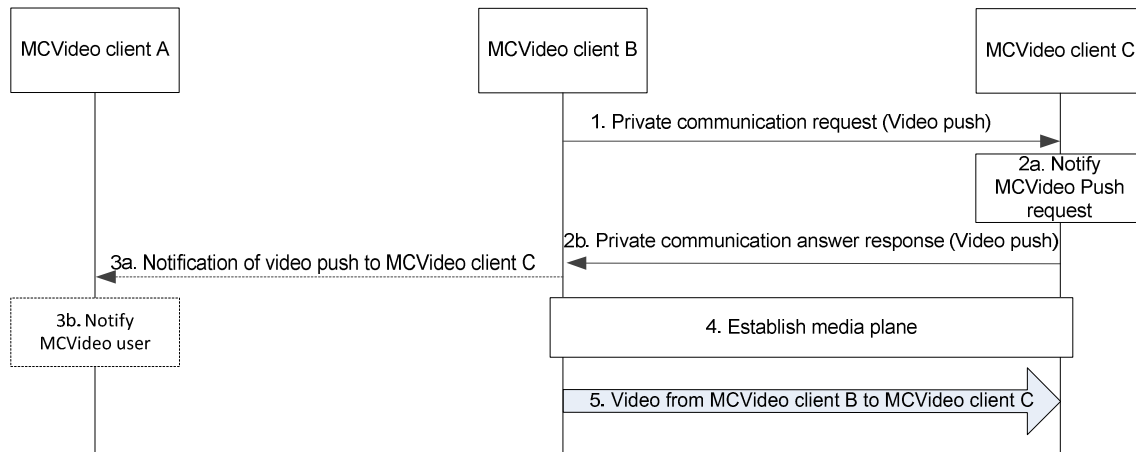 MCVideo client A
MCVideo client B
MCVideo client C
1. Private communication request (Video push)
2a. Notify
MCVideo Push
request
2b. Private communication answer response (Video push)
3a. Notification of video push to MCVideo client C
3b. Notify
MCVideo user
4. Establish media plane
5. Video from MCVideo client B to MCVideo client C